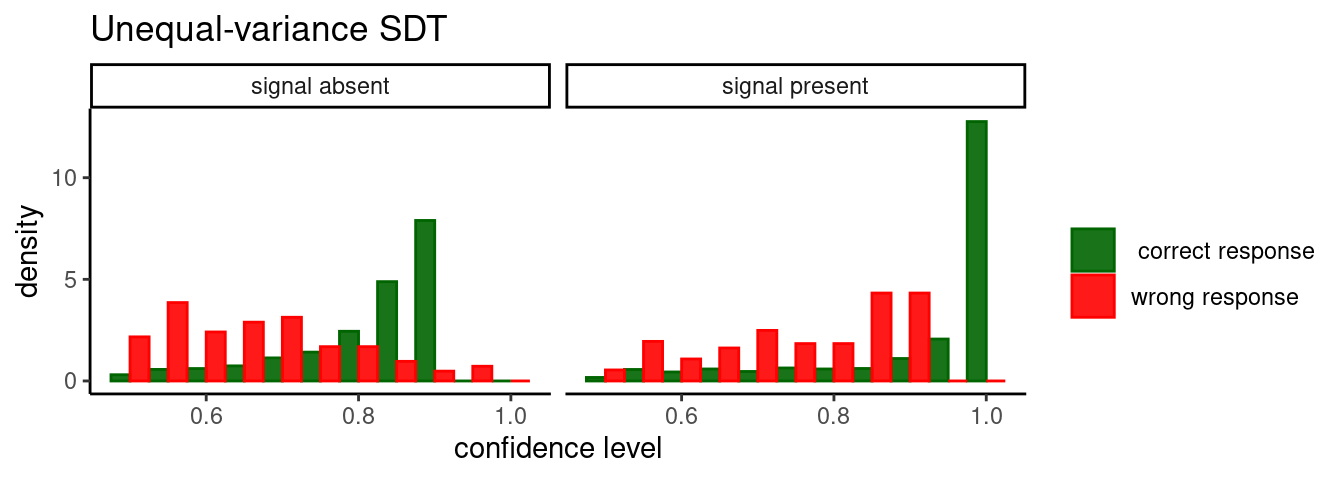 Unequal-variance SDT
signal absent
signal present
density
10
5
0
0.6
0.8
1.0
0.6
0.8
1.0
confidence level
correct response
wrong response